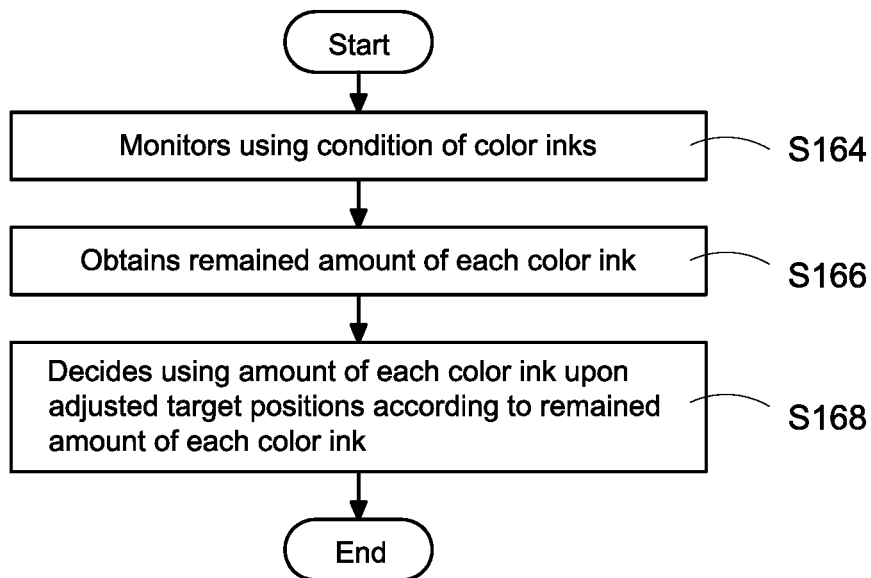 Start
Monitors using condition of color inks
S164
Obtains remained amount of each color ink
S166
Decides using amount of each color ink upon
adjusted target positions according to remained
amount of each color ink
S168
End